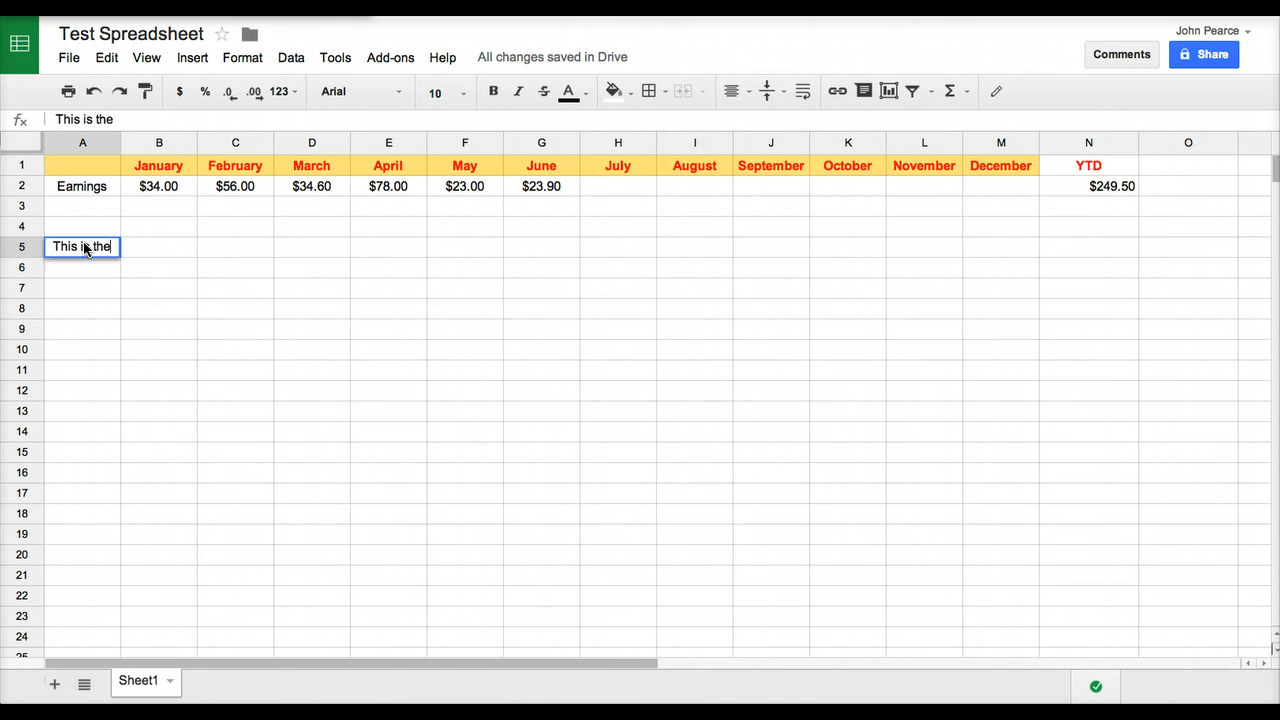 Test Spreadsheet
John Pearce
File Edit View Insert Format Data Tools Add-ons Help All changes saved in Drive
Comments Share
$ % .0 .00 123 Arial 10 B I S A Σ
fx This is the
A B C D E F G H I J K L M N O
1 January February March April May June July August September October November December YTD
2 Earnings $34.00 $56.00 $34.60 $78.00 $23.00 $23.90 $249.50
3
4
5 This is the
6
7
8
9
10
11
12
13
14
15
16
17
18
19
20
21
22
23
24
25
Sheet1